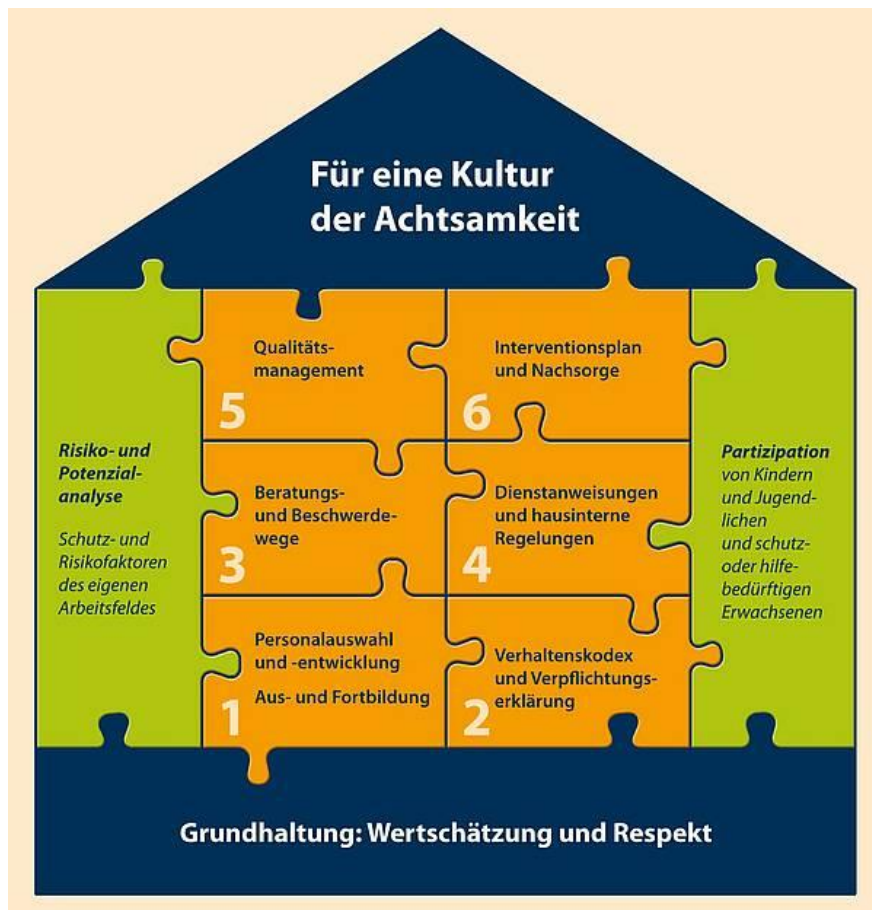 Für eine Kultur
der Achtsamkeit
Risiko- und
Potenzial-
analyse
Schutz- und
Risikofaktoren
des eigenen
Arbeitsfeldes
Qualitäts-
management
5
Interventionsplan
und Nachsorge
6
Beratungs-
und Beschwerde-
wege
3
Dienstanweisungen
und hausinterne
Regelungen
4
Personalauswahl
und -entwicklung
Aus- und Fortbildung
1
Verhaltenskodex
und Verpflichtungs-
erklärung
2
Partizipation
von Kindern
und Jugend-
lichen
und schutz-
oder hilfe-
bedürftigen
Erwachsenen
Grundhaltung: Wertschätzung und Respekt